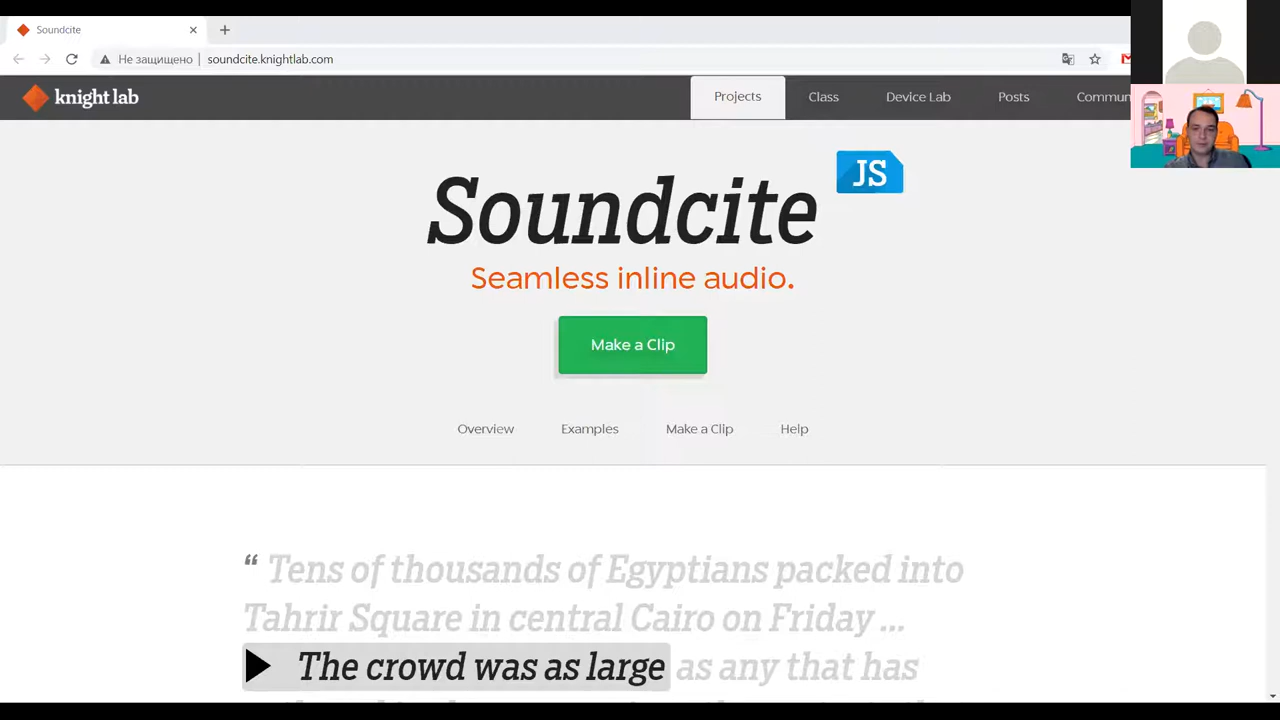 Soundcite
Не защищено
soundcite.knightlab.com
knight lab
Projects
Class
Device Lab
Posts
Commun
Soundcite
JS
Seamless inline audio.
Make a Clip
Overview
Examples
Make a Clip
Help
“ Tens of thousands of Egyptians packed into
Tahrir Square in central Cairo on Friday ...
The crowd was as large as any that has